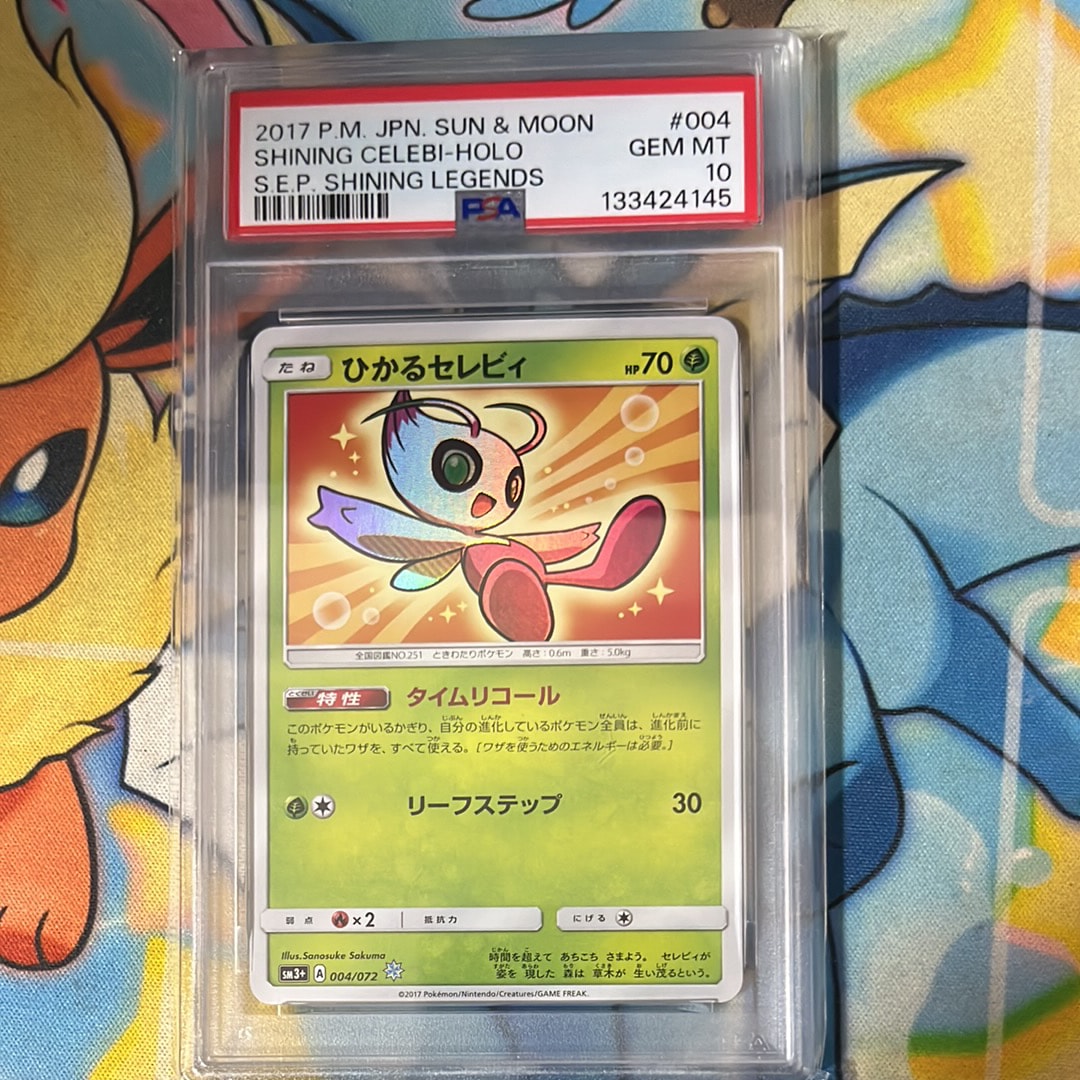 2017 P.M. JPN. SUN & MOON #004
SHINING CELEBI-HOLO GEM MT
S.E.P. SHINING LEGENDS 10
PSA 133424145
たね ひかるセレビィ HP70
全国図鑑NO.251 ときわたりポケモン 高さ:0.6m 重さ:5.0kg
とくせい 特性 タイムリコール
このポケモンがいるかぎり、自分の進化しているポケモン全員は、進化前に
持っていたワザを、すべて使える。[ワザを使うためのエネルギーは必要。]
リーフステップ 30
弱点 ×2 抵抗力 にげる
Illus.Sanosuke Sakuma
時間を超えて あちこち さまよう。 セレビィが
姿を 現した 森は 草木が 生い茂るという。
SM3+ A 004/072
©2017 Pokémon/Nintendo/Creatures/GAME FREAK.